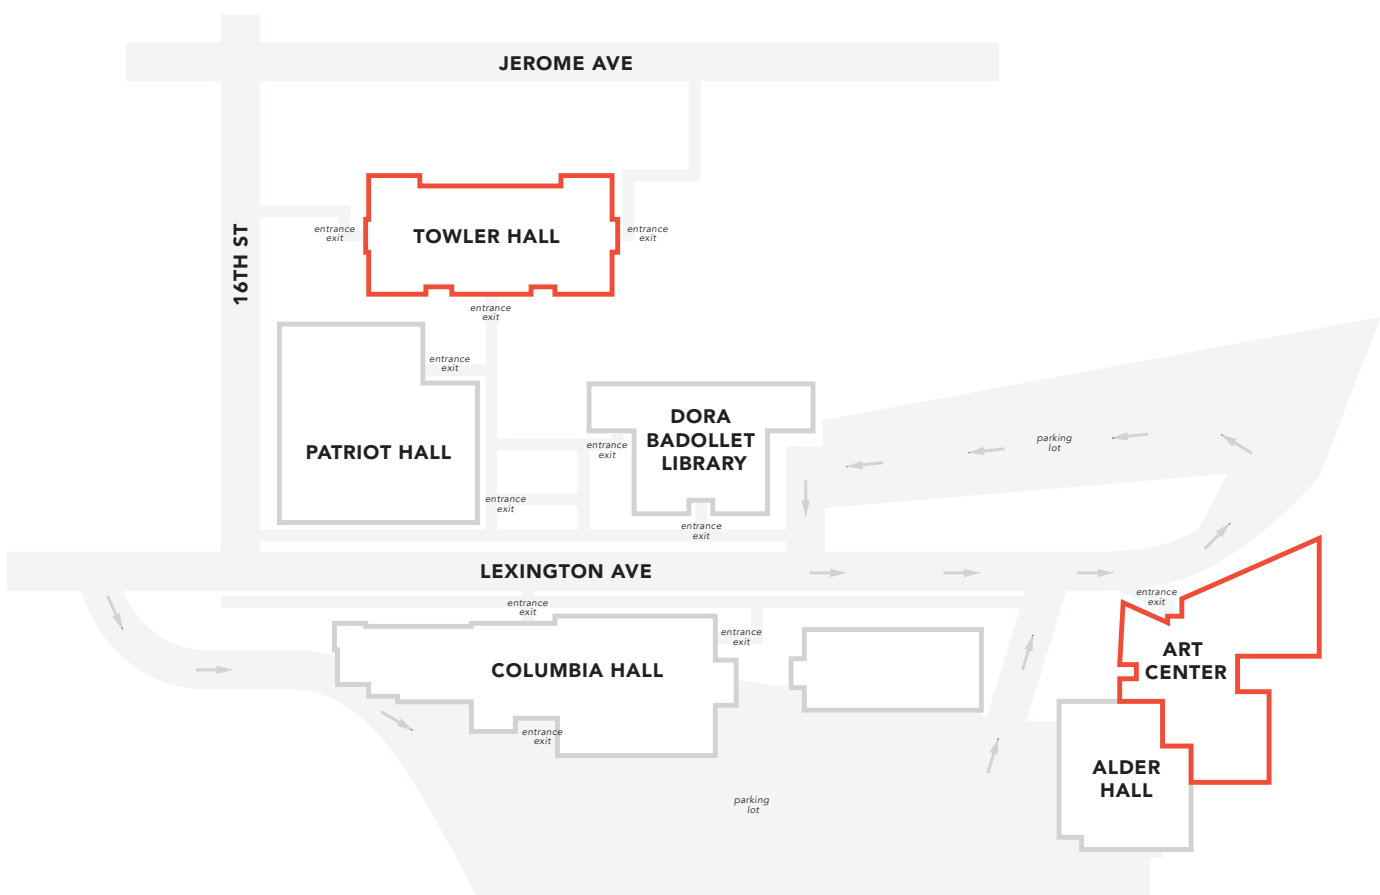 JEROME AVE
16TH ST
entrance
exit
TOWLER HALL
entrance
exit
entrance
exit
entrance
exit
PATRIOT HALL
DORA
BADOLLET
LIBRARY
entrance
exit
parking
lot
entrance
exit
entrance
exit
LEXINGTON AVE
entrance
exit
entrance
exit
entrance
exit
COLUMBIA HALL
ART
CENTER
entrance
exit
ALDER
HALL
parking
lot